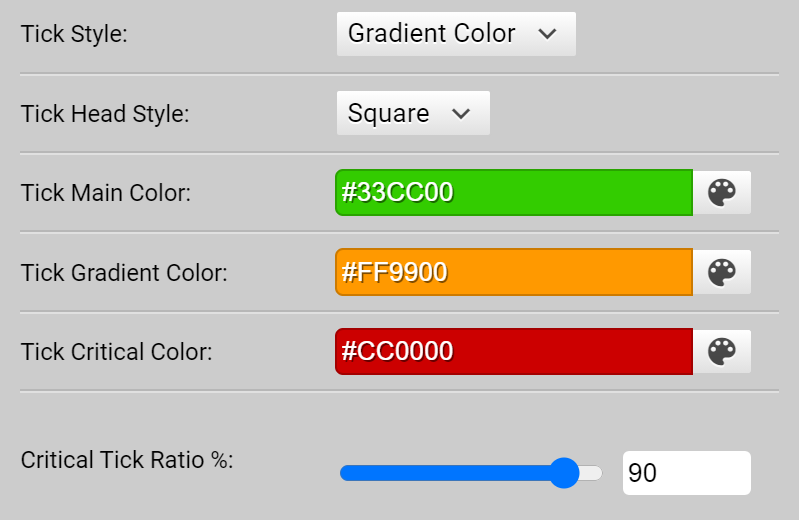 Tick Style: Gradient Color
Tick Head Style: Square
Tick Main Color: #33CC00
Tick Gradient Color: #FF9900
Tick Critical Color: #CC0000
Critical Tick Ratio %: 90